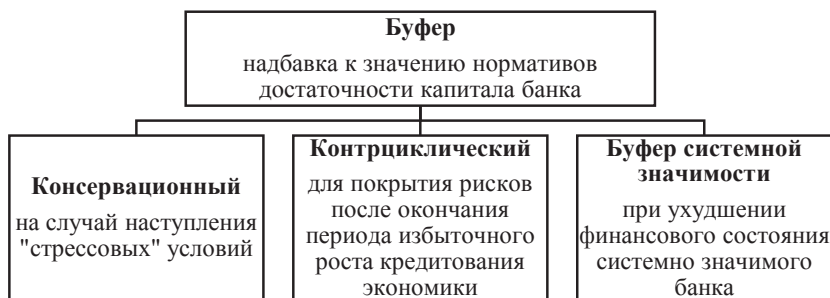 Буфер
надбавка к значению нормативов
достаточности капитала банка
Консервационный
на случай наступления
"стрессовых" условий
Контрциклический
для покрытия рисков
после окончания
периода избыточного
роста кредитования
экономики
Буфер системной
значимости
при ухудшении
финансового состояния
системно значимого
банка